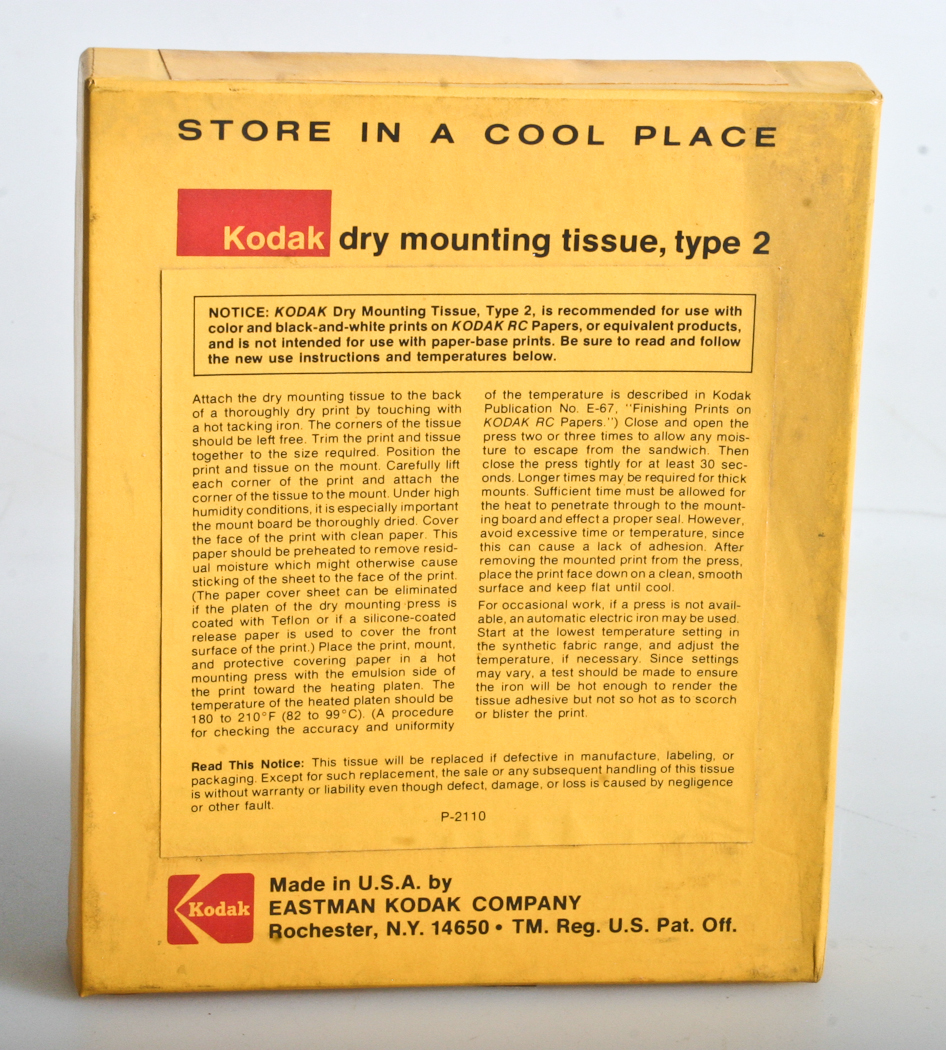 STORE IN A COOL PLACE
Kodak dry mounting tissue, type 2
NOTICE: KODAK Dry Mounting Tissue, Type 2, is recommended for use with
color and black-and-white prints on KODAK RC Papers, or equivalent products,
and is not intended for use with paper-base prints. Be sure to read and follow
the new use instructions and temperatures below.
Attach the dry mounting tissue to the back
of a thoroughly dry print by touching with
a hot tacking iron. The corners of the tissue
should be left free. Trim the print and tissue
together to the size required. Position the
print and tissue on the mount. Carefully lift
each corner of the print and attach the
corner of the tissue to the mount. Under high
humidity conditions, it is especially important
the mount board be thoroughly dried. Cover
the face of the print with clean paper. This
paper should be preheated to remove resid-
ual moisture which might otherwise cause
sticking of the sheet to the face of the print.
(The paper cover sheet can be eliminated
if the platen of the dry mounting press is
coated with Teflon or if a silicone-coated
release paper is used to cover the front
surface of the print.) Place the print, mount,
and protective covering paper in a hot
mounting press with the emulsion side of
the print toward the heating platen. The
temperature of the heated platen should be
180 to 210°F (82 to 99°C). (A procedure
for checking the accuracy and uniformity
of the temperature is described in Kodak
Publication No. E-67, "Finishing Prints on
KODAK RC Papers.") Close and open the
press two or three times to allow any mois-
ture to escape from the sandwich. Then
close the press tightly for at least 30 sec-
onds. Longer times may be required for thick
mounts. Sufficient time must be allowed for
the heat to penetrate through to the mount-
ing board and effect a proper seal. However,
avoid excessive time or temperature, since
this can cause a lack of adhesion. After
removing the mounted print from the press,
place the print face down on a clean, smooth
surface and keep flat until cool.
For occasional work, if a press is not avail-
able, an automatic electric iron may be used.
Start at the lowest temperature setting in
the synthetic fabric range, and adjust the
temperature, if necessary. Since settings
may vary, a test should be made to ensure
the iron will be hot enough to render the
tissue adhesive but not so hot as to scorch
or blister the print.
Read This Notice: This tissue will be replaced if defective in manufacture, labeling, or
packaging. Except for such replacement, the sale or any subsequent handling of this tissue
is without warranty or liability even though defect, damage, or loss is caused by negligence
or other fault.
P-2110
Kodak
Made in U.S.A. by
EASTMAN KODAK COMPANY
Rochester, N.Y. 14650 • TM. Reg. U.S. Pat. Off.